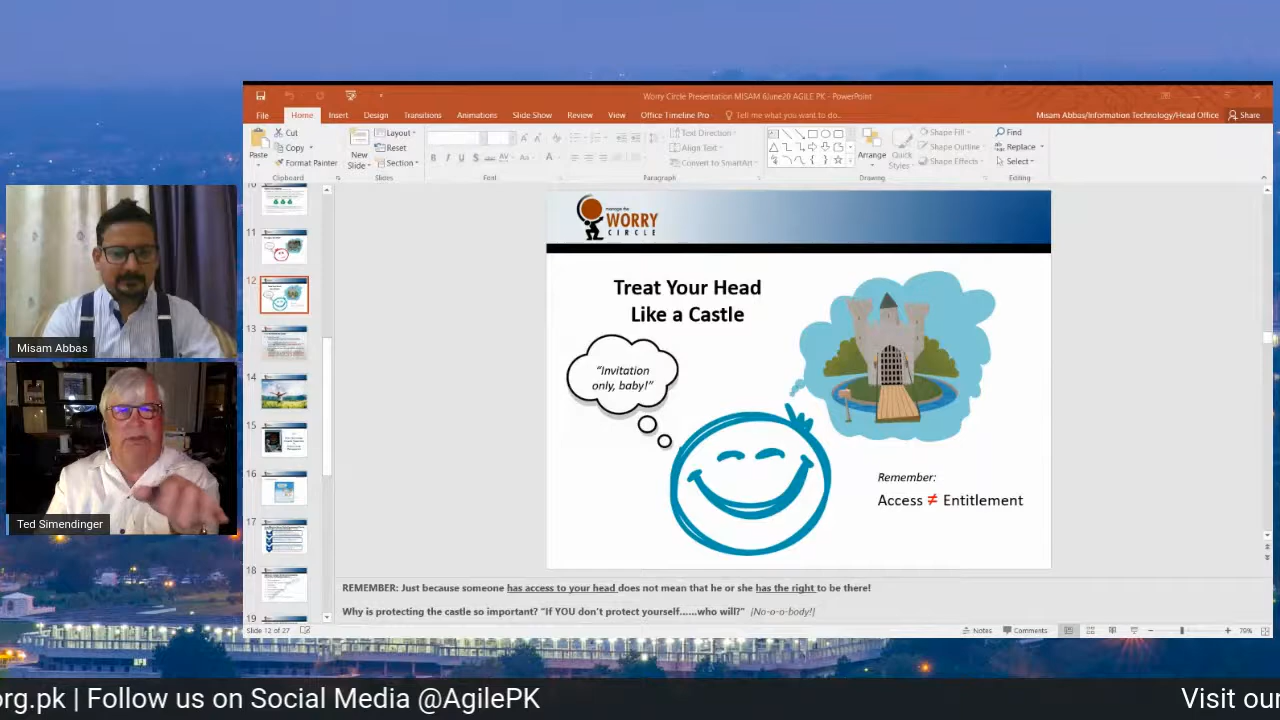 Worry Circle Presentation MISAM 6June20 AGILE PK - PowerPoint
File Home Insert Design Transitions Animations Slide Show Review View Office Timeline Pro Tell me what you want to do... Misam Abbas/Information Technology/Head Office Share
Cut
Copy
Format Painter
Paste
Clipboard
New
Slide
Layout
Reset
Section
Slides
Font
Text Direction
Align Text
Convert to SmartArt
Paragraph
Arrange
Quick
Styles
Shape Fill
Shape Outline
Shape Effects
Drawing
Find
Replace
Select
Editing
10
11
12
13
14
15
16
17
18
19
manage the
WORRY
CIRCLE
Treat Your Head
Like a Castle
“Invitation
only, baby!”
Remember:
Access ≠ Entitlement
REMEMBER: Just because someone has access to your head does not mean that he or she has the right to be there!
Why is protecting the castle so important? “If YOU don't protect yourself……who will?” [No-o-o-body!]
Slide 12 of 27
Notes
Comments
79%
Misam Abbas
Ted Simendinger
org.pk | Follow us on Social Media @AgilePK
Visit our